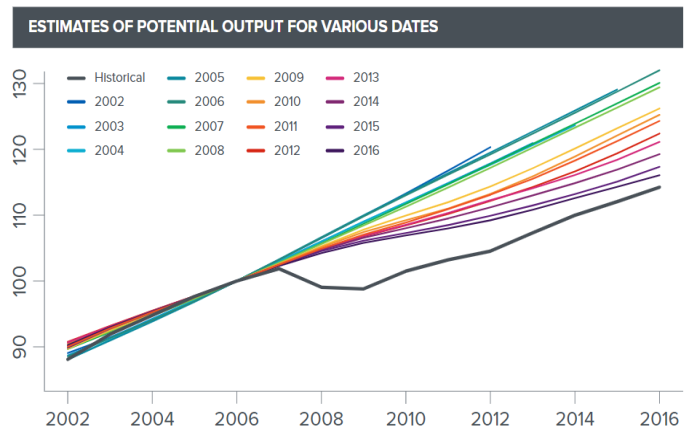 ESTIMATES OF POTENTIAL OUTPUT FOR VARIOUS DATES
Historical 2005 2009 2013
2002 2006 2010 2014
2003 2007 2011 2015
2004 2008 2012 2016
130
120
110
100
90
2002 2004 2006 2008 2010 2012 2014 2016